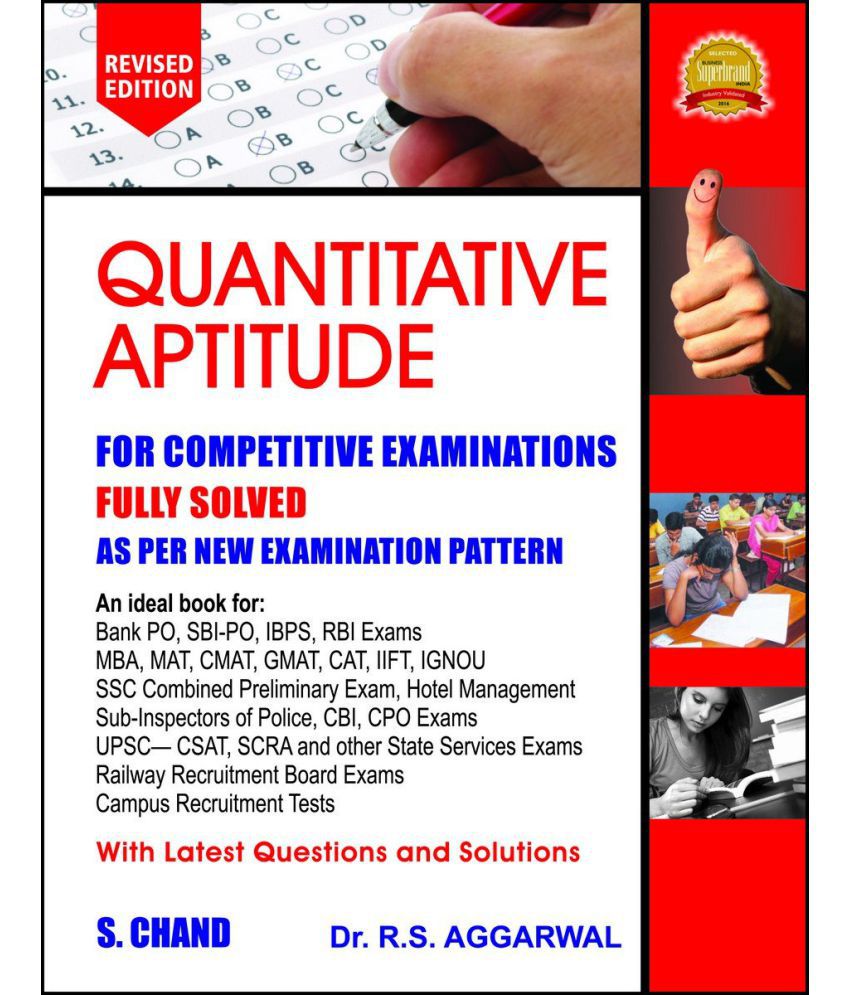 REVISED
EDITION
10.
11.
12.
13.
A
B
C
D
SELECTED
BUSINESS
Superbrand
INDIA
Industry Validated
2016
QUANTITATIVE
APTITUDE
FOR COMPETITIVE EXAMINATIONS
FULLY SOLVED
AS PER NEW EXAMINATION PATTERN
An ideal book for:
Bank PO, SBI-PO, IBPS, RBI Exams
MBA, MAT, CMAT, GMAT, CAT, IIFT, IGNOU
SSC Combined Preliminary Exam, Hotel Management
Sub-Inspectors of Police, CBI, CPO Exams
UPSC— CSAT, SCRA and other State Services Exams
Railway Recruitment Board Exams
Campus Recruitment Tests
With Latest Questions and Solutions
S. CHAND Dr. R.S. AGGARWAL